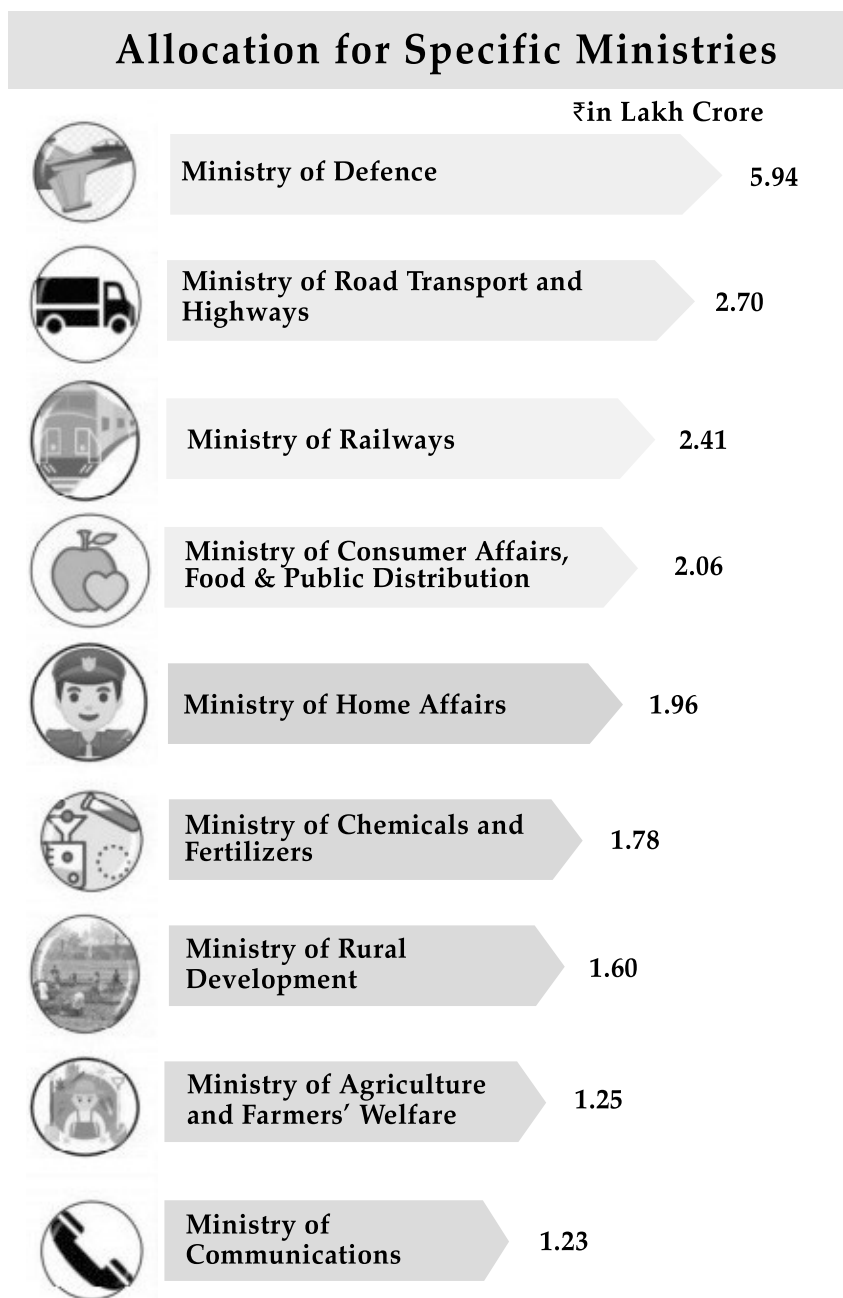 Allocation for Specific Ministries
₹in Lakh Crore
Ministry of Defence
5.94
Ministry of Road Transport and
Highways
2.70
Ministry of Railways
2.41
Ministry of Consumer Affairs,
Food & Public Distribution
2.06
Ministry of Home Affairs
1.96
Ministry of Chemicals and
Fertilizers
1.78
Ministry of Rural
Development
1.60
Ministry of Agriculture
and Farmers’ Welfare
1.25
Ministry of
Communications
1.23